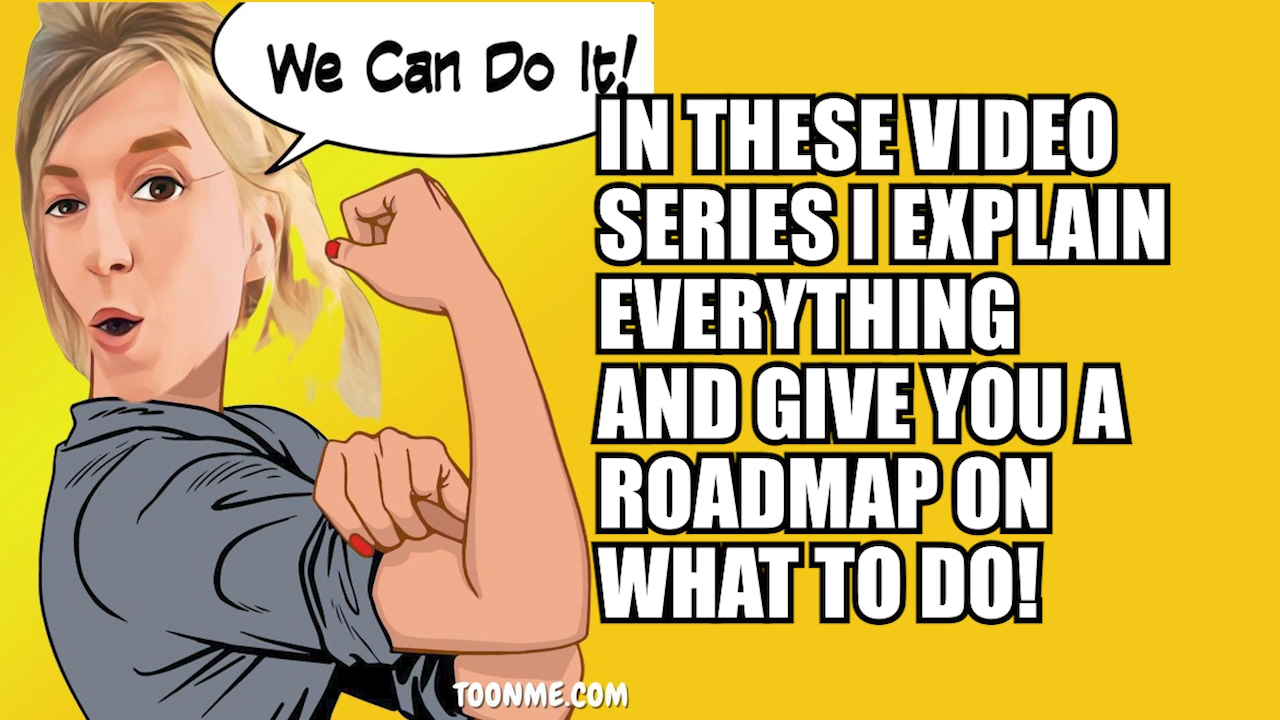 We Can Do It!
IN THESE VIDEO
SERIES I EXPLAIN
EVERYTHING
AND GIVE YOU A
ROADMAP ON
WHAT TO DO!
TOONME.COM